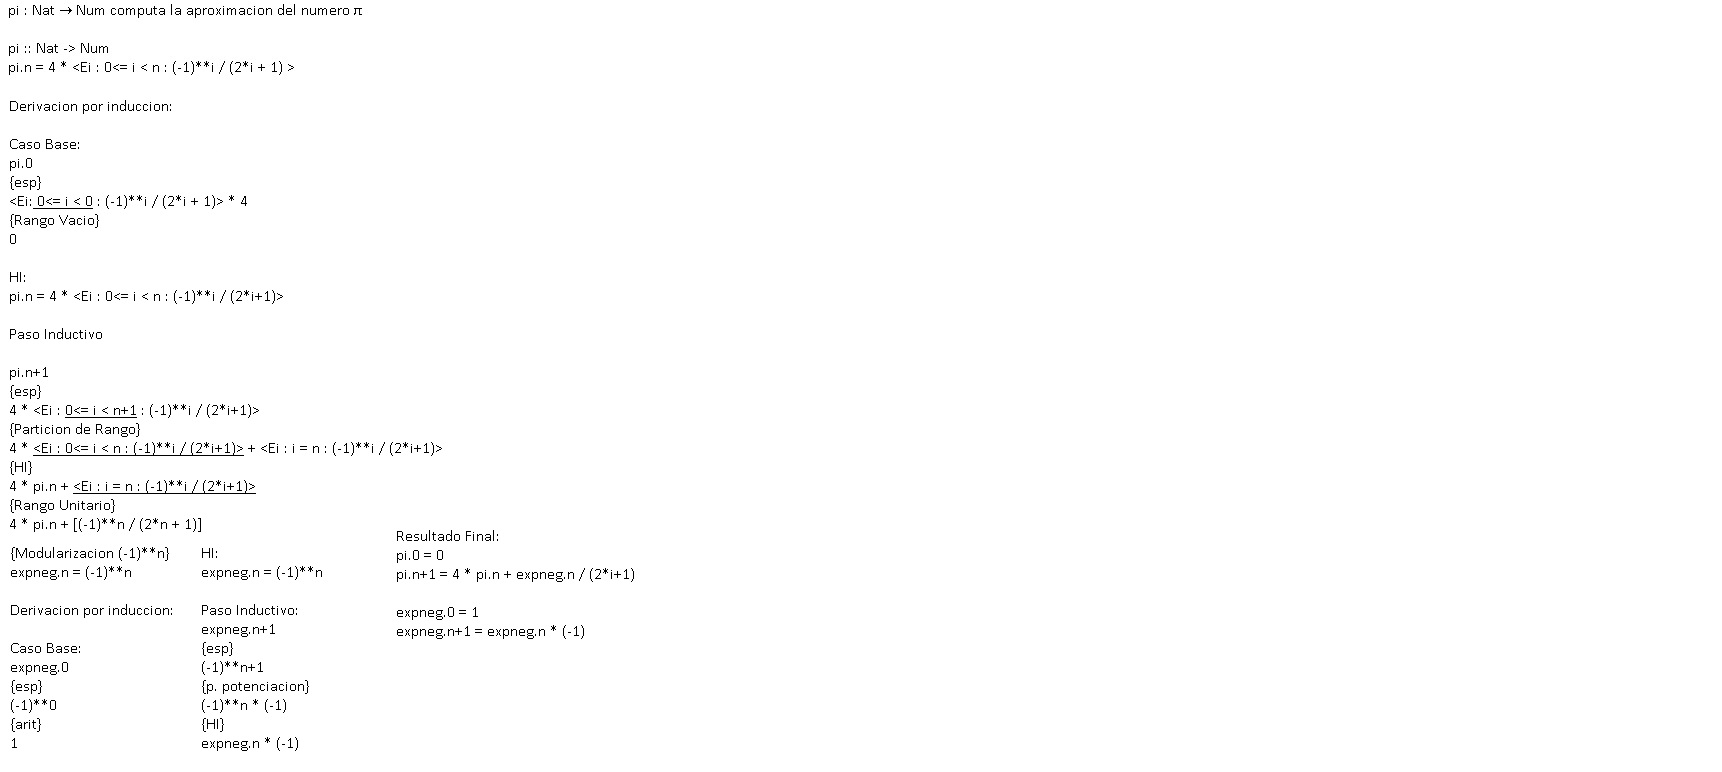 pi : Nat → Num computa la aproximacion del numero π
pi :: Nat -> Num
pi.n = 4 * <Ei : 0<= i < n : (-1)**i / (2*i + 1) >
Derivacion por induccion:
Caso Base:
pi.0
{esp}
<Ei: 0<= i < 0 : (-1)**i / (2*i + 1)> * 4
{Rango Vacio}
0
HI:
pi.n = 4 * <Ei : 0<= i < n : (-1)**i / (2*i+1)>
Paso Inductivo
pi.n+1
{esp}
4 * <Ei : 0<= i < n+1 : (-1)**i / (2*i+1)>
{Particion de Rango}
4 * <Ei : 0<= i < n : (-1)**i / (2*i+1)> + <Ei : i = n : (-1)**i / (2*i+1)>
{HI}
4 * pi.n + <Ei : i = n : (-1)**i / (2*i+1)>
{Rango Unitario}
4 * pi.n + [(-1)**n / (2*n + 1)]
{Modularizacion (-1)**n}
expneg.n = (-1)**n
Derivacion por induccion:
Caso Base:
expneg.0
{esp}
(-1)**0
{arit}
1
HI:
expneg.n = (-1)**n
Paso Inductivo:
expneg.n+1
{esp}
(-1)**n+1
{p. potenciacion}
(-1)**n * (-1)
{HI}
expneg.n * (-1)
Resultado Final:
pi.0 = 0
pi.n+1 = 4 * pi.n + expneg.n / (2*i+1)
expneg.0 = 1
expneg.n+1 = expneg.n * (-1)